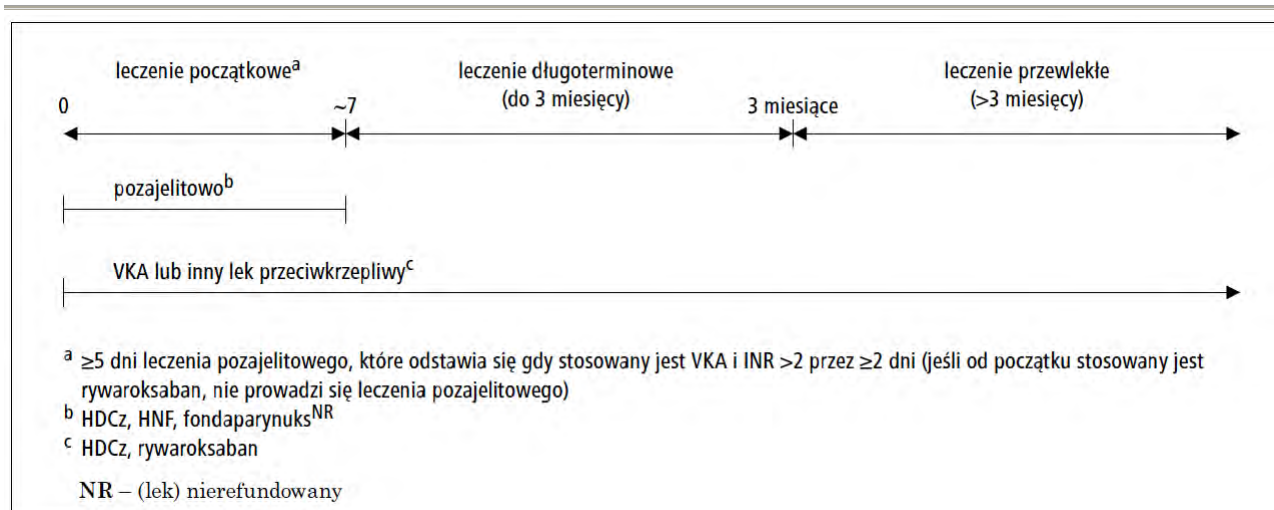 leczenie początkowe^a
leczenie długoterminowe
(do 3 miesięcy)
leczenie przewlekłe
(>3 miesięcy)
0
~7
3 miesiące
pozajelitowo^b
VKA lub inny lek przeciwkrzepliwy^c
^a ≥5 dni leczenia pozajelitowego, które odstawia się gdy stosowany jest VKA i INR >2 przez ≥2 dni (jeśli od początku stosowany jest
rywaroksaban, nie prowadzi się leczenia pozajelitowego)
^b HDCz, HNF, fondaparynuks^NR
^c HDCz, rywaroksaban
NR – (lek) nierefundowany